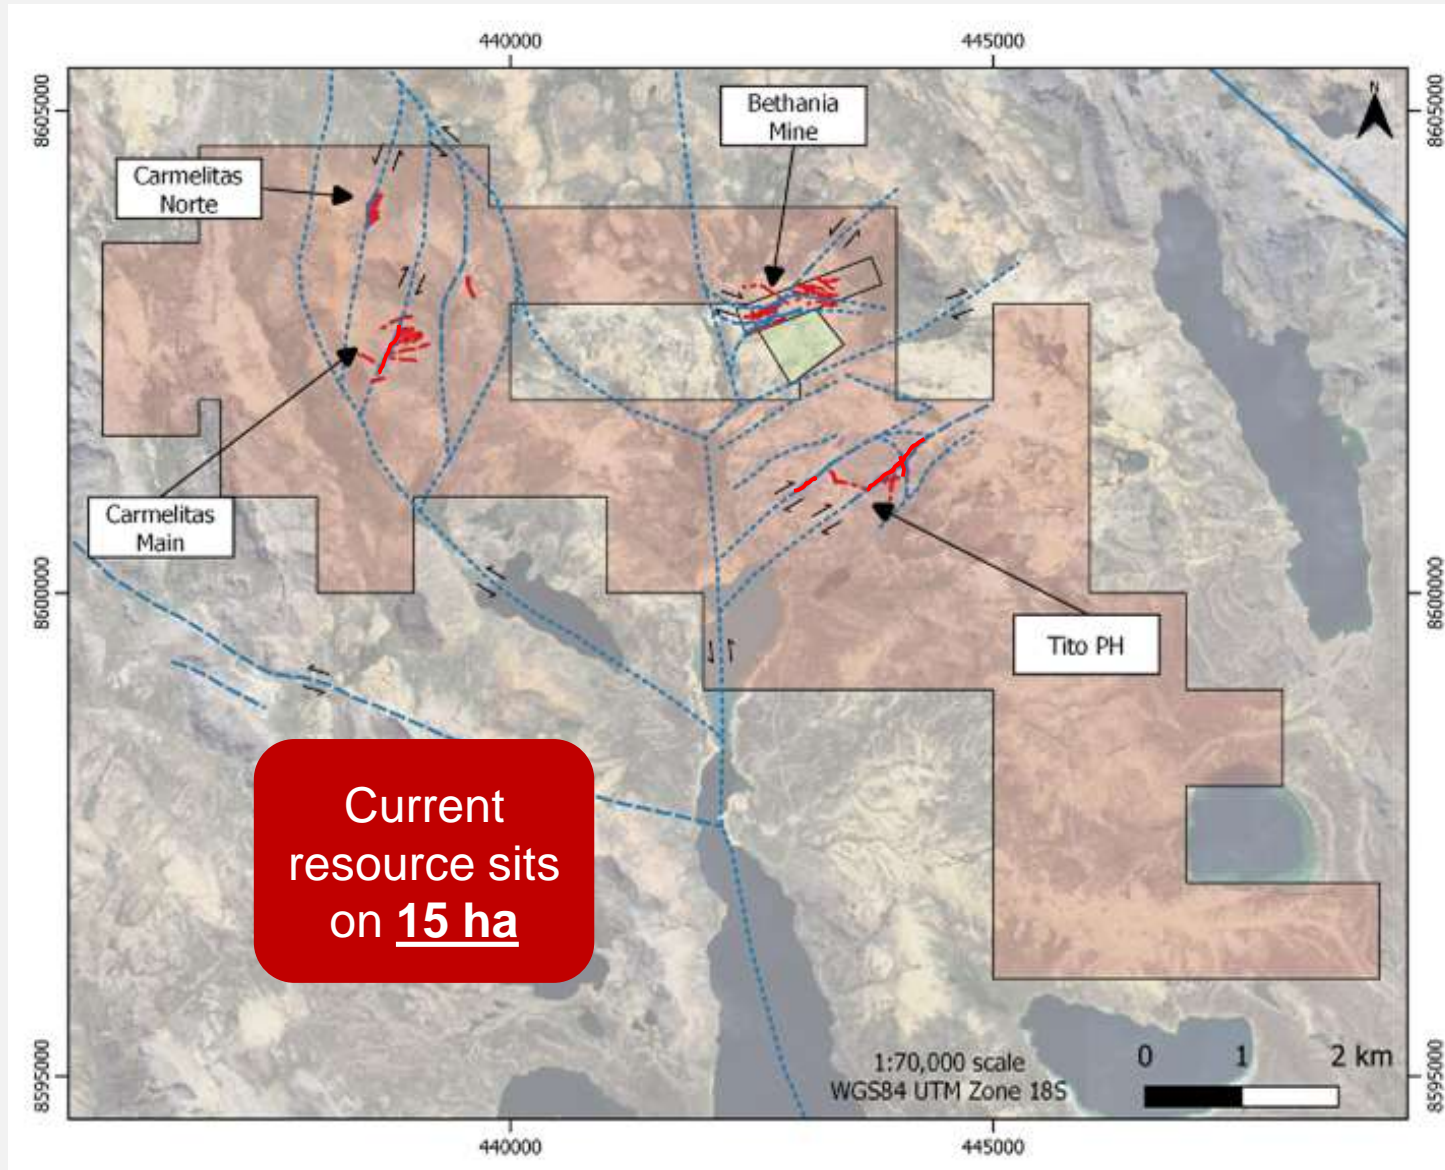 440000
445000
8605000
8605000
Bethania
Mine
N
Carmelitas
Norte
Carmelitas
Main
8600000
8600000
Tito PH
Current
resource sits
on 15 ha
8595000
8595000
1:70,000 scale
WGS84 UTM Zone 18S
0 1 2 km
440000
445000